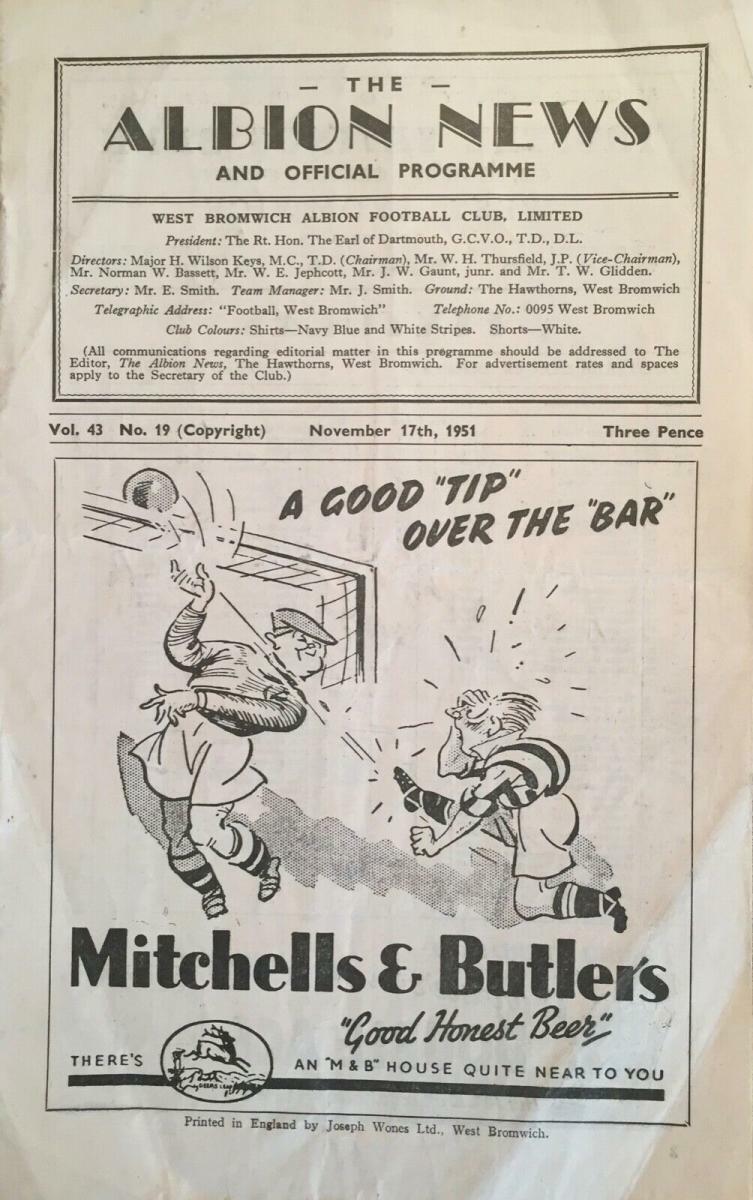 — THE —
ALBION NEWS
AND OFFICIAL PROGRAMME
WEST BROMWICH ALBION FOOTBALL CLUB, LIMITED
President: The Rt. Hon. The Earl of Dartmouth, G.C.V.O., T.D., D.L.
Directors: Major H. Wilson Keys, M.C., T.D. (Chairman), Mr. W. H. Thursfield, J.P. (Vice-Chairman),
Mr. Norman W. Bassett, Mr. W. E. Jephcott, Mr. J. W. Gaunt, junr. and Mr. T. W. Glidden.
Secretary: Mr. E. Smith. Team Manager: Mr. J. Smith. Ground: The Hawthorns, West Bromwich
Telegraphic Address: "Football, West Bromwich" Telephone No.: 0095 West Bromwich
Club Colours: Shirts—Navy Blue and White Stripes. Shorts—White.
(All communications regarding editorial matter in this programme should be addressed to The
Editor, The Albion News, The Hawthorns, West Bromwich. For advertisement rates and spaces
apply to the Secretary of the Club.)
Vol. 43 No. 19 (Copyright) November 17th, 1951 Three Pence
A GOOD "TIP"
OVER THE "BAR"
Mitchells & Butlers
"Good Honest Beer"
THERE'S AN "M & B" HOUSE QUITE NEAR TO YOU
DEERS LEAP
Printed in England by Joseph Wones Ltd., West Bromwich.